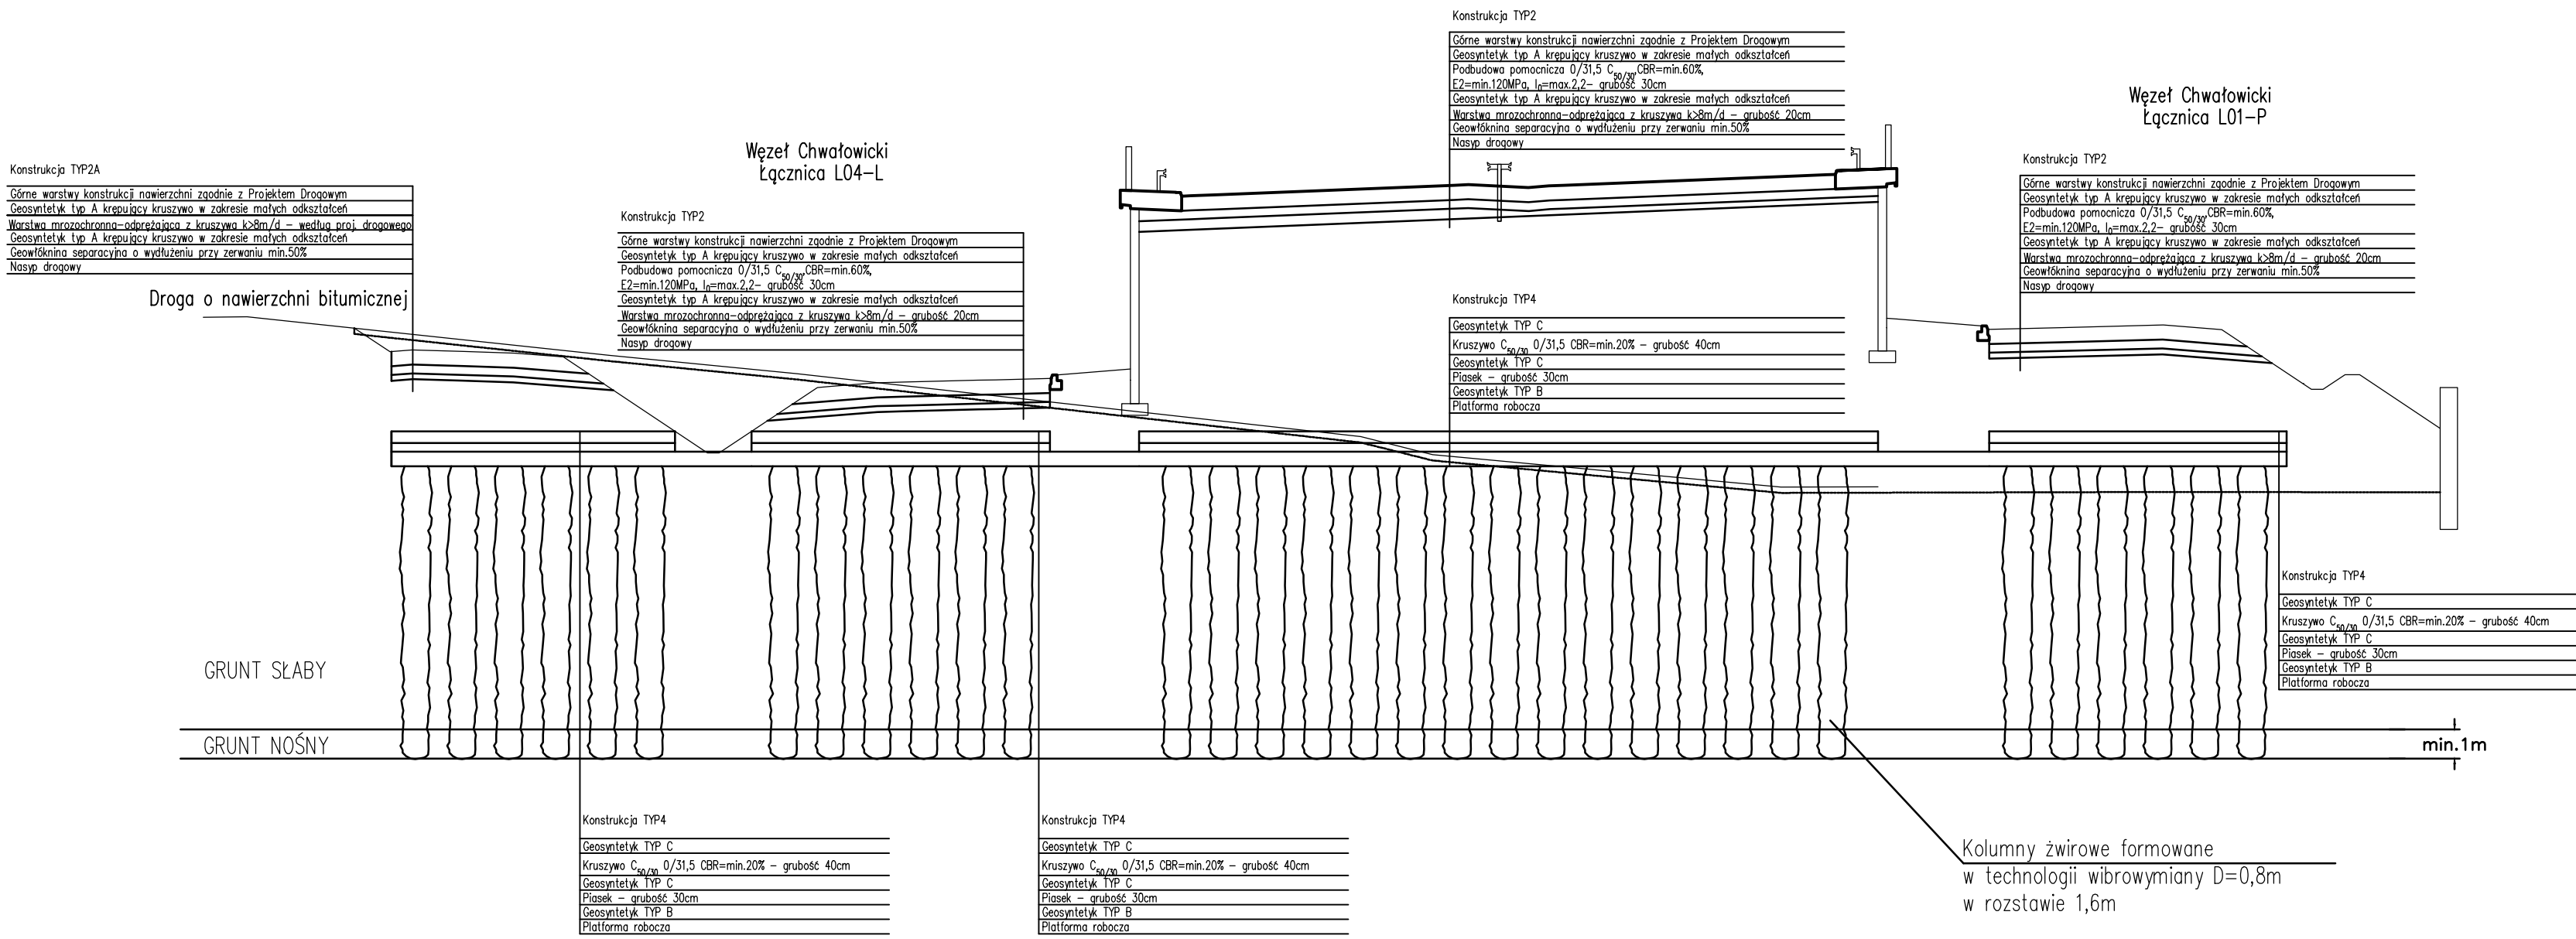 Konstrukcja TYP2
Górne warstwy konstrukcji nawierzchni zgodnie z Projektem Drogowym
Geosyntetyk typ A krępujący kruszywo w zakresie małych odkształceń
Podbudowa pomocnicza 0/31,5 C50/30,CBR=min.60%,
E2=min.120MPa, I0=max.2,2- grubość 30cm
Geosyntetyk typ A krępujący kruszywo w zakresie małych odkształceń
Warstwa mrozochronna-odprężająca z kruszywa k>8m/d - grubość 20cm
Geowłóknina separacyjna o wydłużeniu przy zerwaniu min.50%
Nasyp drogowy
Węzeł Chwałowicki
Łącznica L01-P
Konstrukcja TYP2
Górne warstwy konstrukcji nawierzchni zgodnie z Projektem Drogowym
Geosyntetyk typ A krępujący kruszywo w zakresie małych odkształceń
Podbudowa pomocnicza 0/31,5 C50/30,CBR=min.60%,
E2=min.120MPa, I0=max.2,2- grubość 30cm
Geosyntetyk typ A krępujący kruszywo w zakresie małych odkształceń
Warstwa mrozochronna-odprężająca z kruszywa k>8m/d - grubość 20cm
Geowłóknina separacyjna o wydłużeniu przy zerwaniu min.50%
Nasyp drogowy
Konstrukcja TYP2A
Górne warstwy konstrukcji nawierzchni zgodnie z Projektem Drogowym
Geosyntetyk typ A krępujący kruszywo w zakresie małych odkształceń
Warstwa mrozochronna-odprężająca z kruszywa k>8m/d - według proj. drogowego
Geosyntetyk typ A krępujący kruszywo w zakresie małych odkształceń
Geowłóknina separacyjna o wydłużeniu przy zerwaniu min.50%
Nasyp drogowy
Droga o nawierzchni bitumicznej
Węzeł Chwałowicki
Łącznica L04-L
Konstrukcja TYP2
Górne warstwy konstrukcji nawierzchni zgodnie z Projektem Drogowym
Geosyntetyk typ A krępujący kruszywo w zakresie małych odkształceń
Podbudowa pomocnicza 0/31,5 C50/30,CBR=min.60%,
E2=min.120MPa, I0=max.2,2- grubość 30cm
Geosyntetyk typ A krępujący kruszywo w zakresie małych odkształceń
Warstwa mrozochronna-odprężająca z kruszywa k>8m/d - grubość 20cm
Geowłóknina separacyjna o wydłużeniu przy zerwaniu min.50%
Nasyp drogowy
Konstrukcja TYP4
Geosyntetyk TYP C
Kruszywo C50/30 0/31,5 CBR=min.20% - grubość 40cm
Geosyntetyk TYP C
Piasek - grubość 30cm
Geosyntetyk TYP B
Platforma robocza
Konstrukcja TYP4
Geosyntetyk TYP C
Kruszywo C50/30 0/31,5 CBR=min.20% - grubość 40cm
Geosyntetyk TYP C
Piasek - grubość 30cm
Geosyntetyk TYP B
Platforma robocza
GRUNT SŁABY
GRUNT NOŚNY
min.1m
Konstrukcja TYP4
Geosyntetyk TYP C
Kruszywo C50/30 0/31,5 CBR=min.20% - grubość 40cm
Geosyntetyk TYP C
Piasek - grubość 30cm
Geosyntetyk TYP B
Platforma robocza
Konstrukcja TYP4
Geosyntetyk TYP C
Kruszywo C50/30 0/31,5 CBR=min.20% - grubość 40cm
Geosyntetyk TYP C
Piasek - grubość 30cm
Geosyntetyk TYP B
Platforma robocza
Kolumny żwirowe formowane
w technologii wibrowymiany D=0,8m
w rozstawie 1,6m